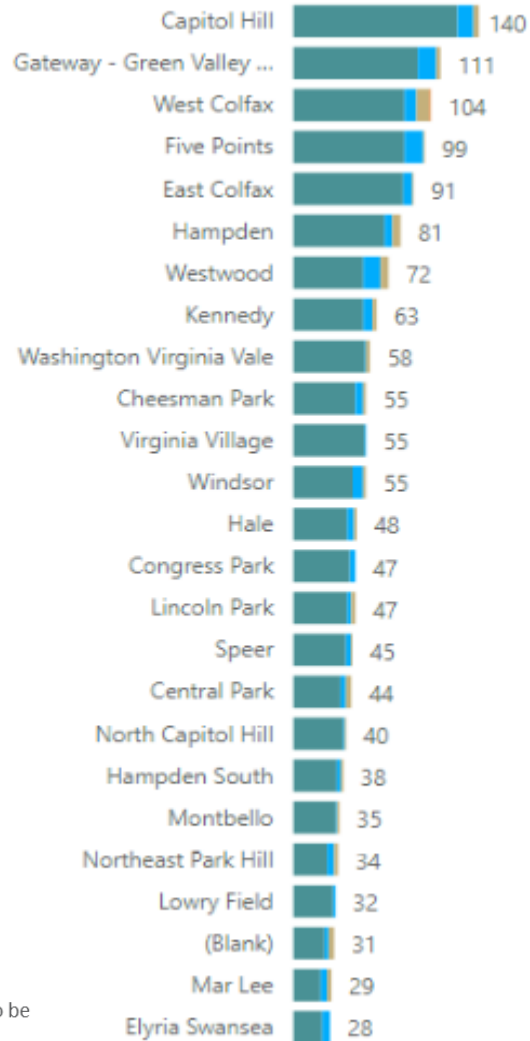 Capitol Hill 140
Gateway - Green Valley ... 111
West Colfax 104
Five Points 99
East Colfax 91
Hampden 81
Westwood 72
Kennedy 63
Washington Virginia Vale 58
Cheesman Park 55
Virginia Village 55
Windsor 55
Hale 48
Congress Park 47
Lincoln Park 47
Speer 45
Central Park 44
North Capitol Hill 40
Hampden South 38
Montbello 35
Northeast Park Hill 34
Lowry Field 32
(Blank) 31
Mar Lee 29
be
Elyria Swansea 28